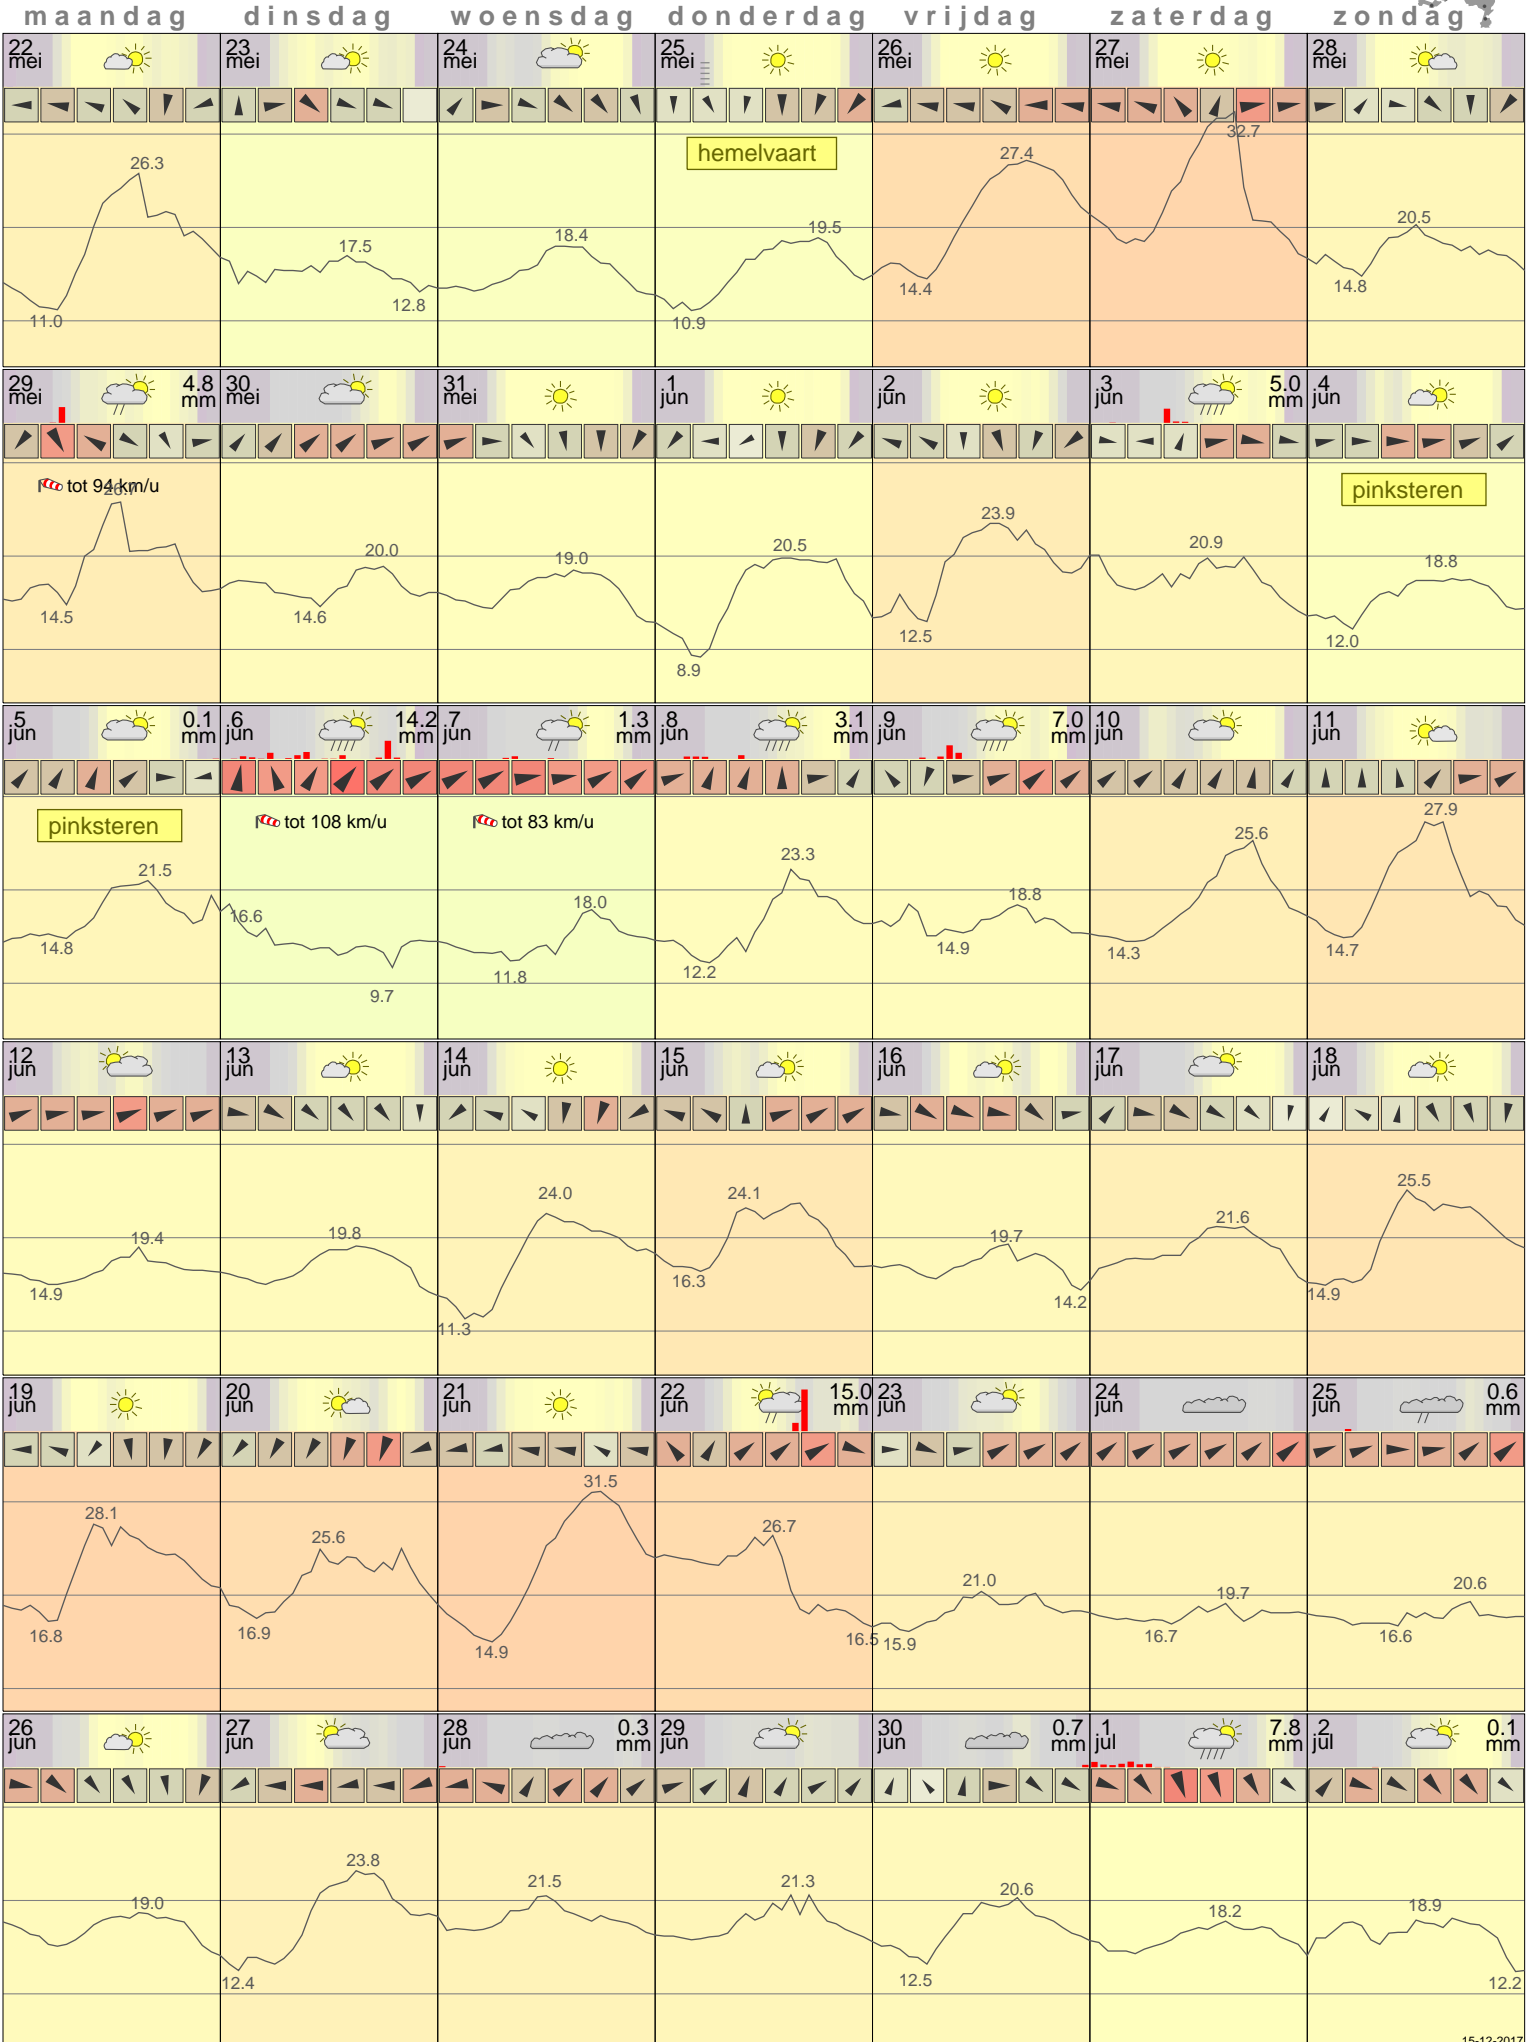 maandag dinsdag woensdag donderdag vrijdag zaterdag zondag
22 mei 23 mei 24 mei 25 mei 26 mei 27 mei 28 mei
hemelvaart
32.7
26.3 27.4
20.5
17.5 18.4 19.5
12.8 14.4 14.8
11.0 10.9
29 mei 4.8 mm 30 mei 31 mei .1 jun .2 jun .3 jun 5.0 mm .4 jun
tot 94 km/u 26.7 pinksteren
23.9
20.0 19.0 20.5 20.9 18.8
14.5 14.6 12.5 12.0
8.9
.5 jun 0.1 mm .6 jun 14.2 mm .7 jun 1.3 mm .8 jun 3.1 mm .9 jun 7.0 mm 10 jun 11 jun
pinksteren tot 108 km/u tot 83 km/u 27.9
25.6
21.5 23.3
16.6 18.0 18.8
14.8 14.9 14.3 14.7
11.8 12.2
9.7
12 jun 13 jun 14 jun 15 jun 16 jun 17 jun 18 jun
25.5
24.0 24.1
19.4 19.8 19.7 21.6
14.9 16.3 14.2 14.9
11.3
19 jun 20 jun 21 jun 22 jun 15.0 mm 23 jun 24 jun 25 jun 0.6 mm
31.5
28.1 26.7
25.6
21.0 19.7 20.6
16.8 16.9 14.9 16.5 15.9 16.7 16.6
26 jun 27 jun 28 jun 0.3 mm 29 jun 30 jun 0.7 mm .1 jul 7.8 mm .2 jul 0.1 mm
23.8
19.0 21.5 21.3 20.6 18.2 18.9
12.4 12.5 12.2
15-12-2017